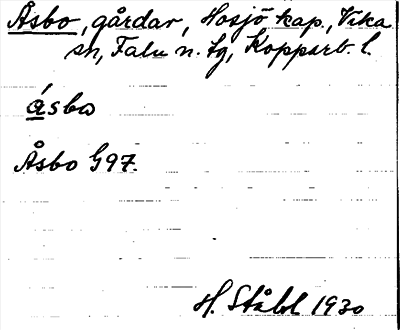 Åsbo, gårdar, Hosjö kap., Vika
sn, Falu n. tg, Kopparb. l.
åsbo
Åsbo G97.
H. Ståhl 1930